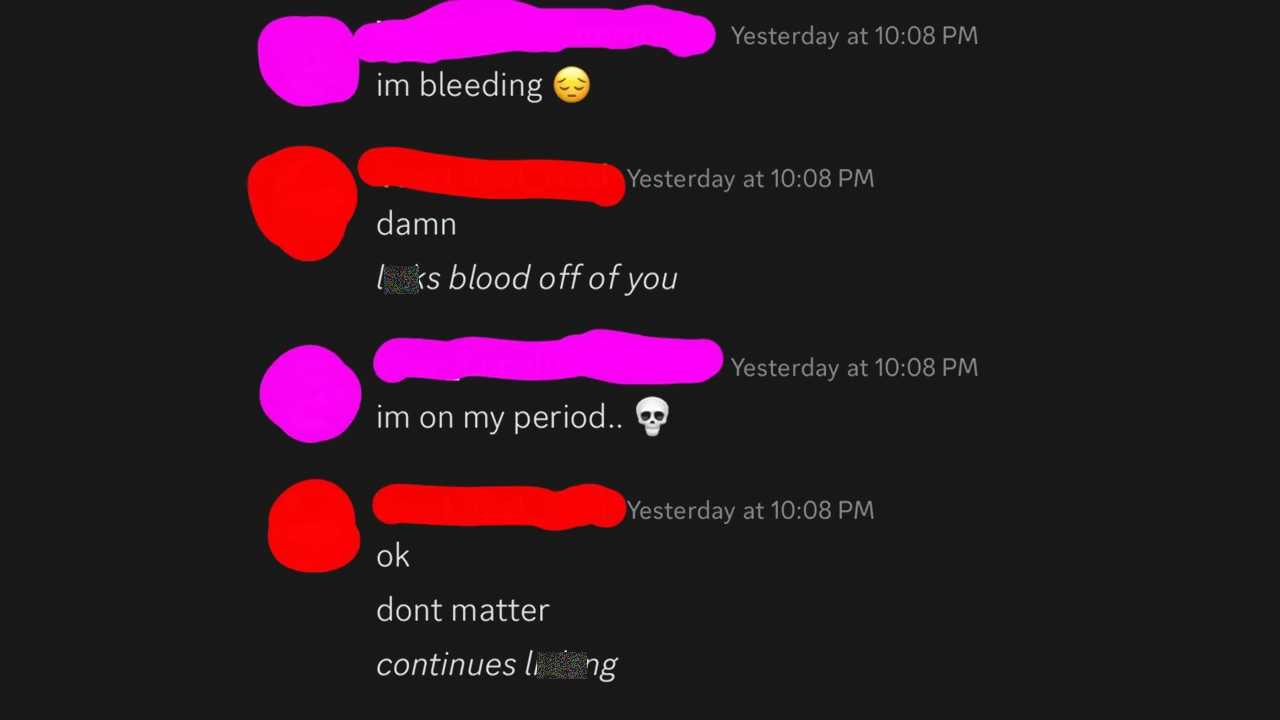 Yesterday at 10:08 PM
im bleeding 😔
Yesterday at 10:08 PM
damn
blood off of you
Yesterday at 10:08 PM
im on my period.. 💀
Yesterday at 10:08 PM
ok
dont matter
continues